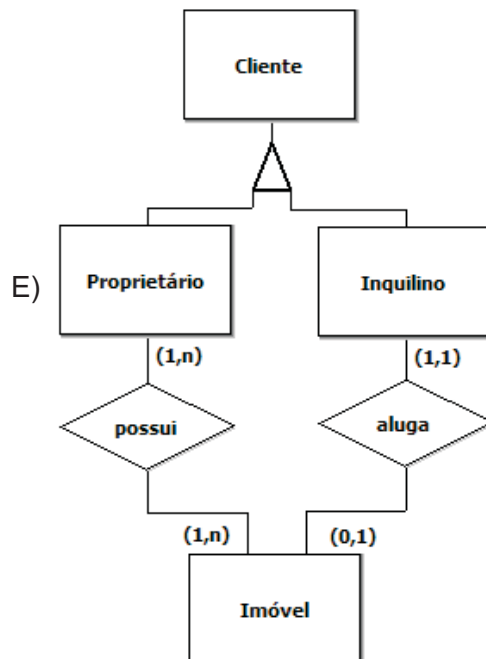 Cliente
E)
Proprietário
Inquilino
(1,n)
(1,1)
possui
aluga
(1,n)
(0,1)
Imóvel